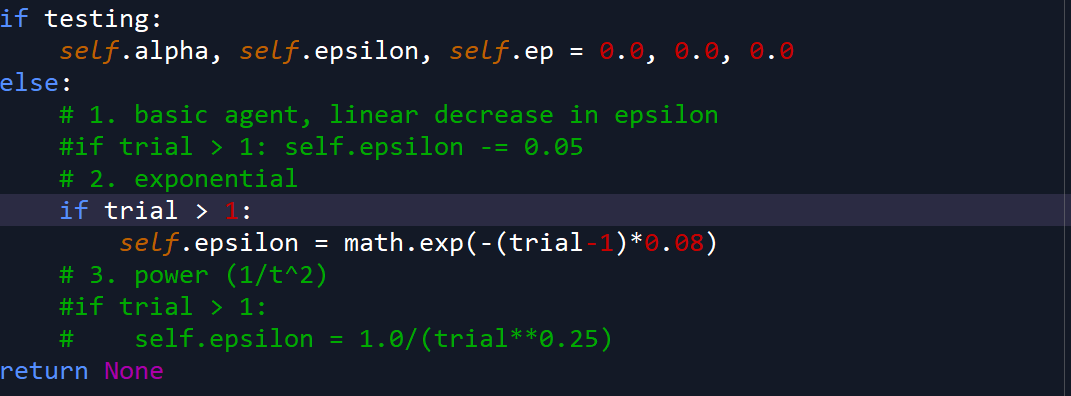 if testing:
    self.alpha, self.epsilon, self.ep = 0.0, 0.0, 0.0
else:
    # 1. basic agent, linear decrease in epsilon
    #if trial > 1: self.epsilon -= 0.05
    # 2. exponential
    if trial > 1:
        self.epsilon = math.exp(-(trial-1)*0.08)
    # 3. power (1/t^2)
    #if trial > 1:
    #    self.epsilon = 1.0/(trial**0.25)
return None